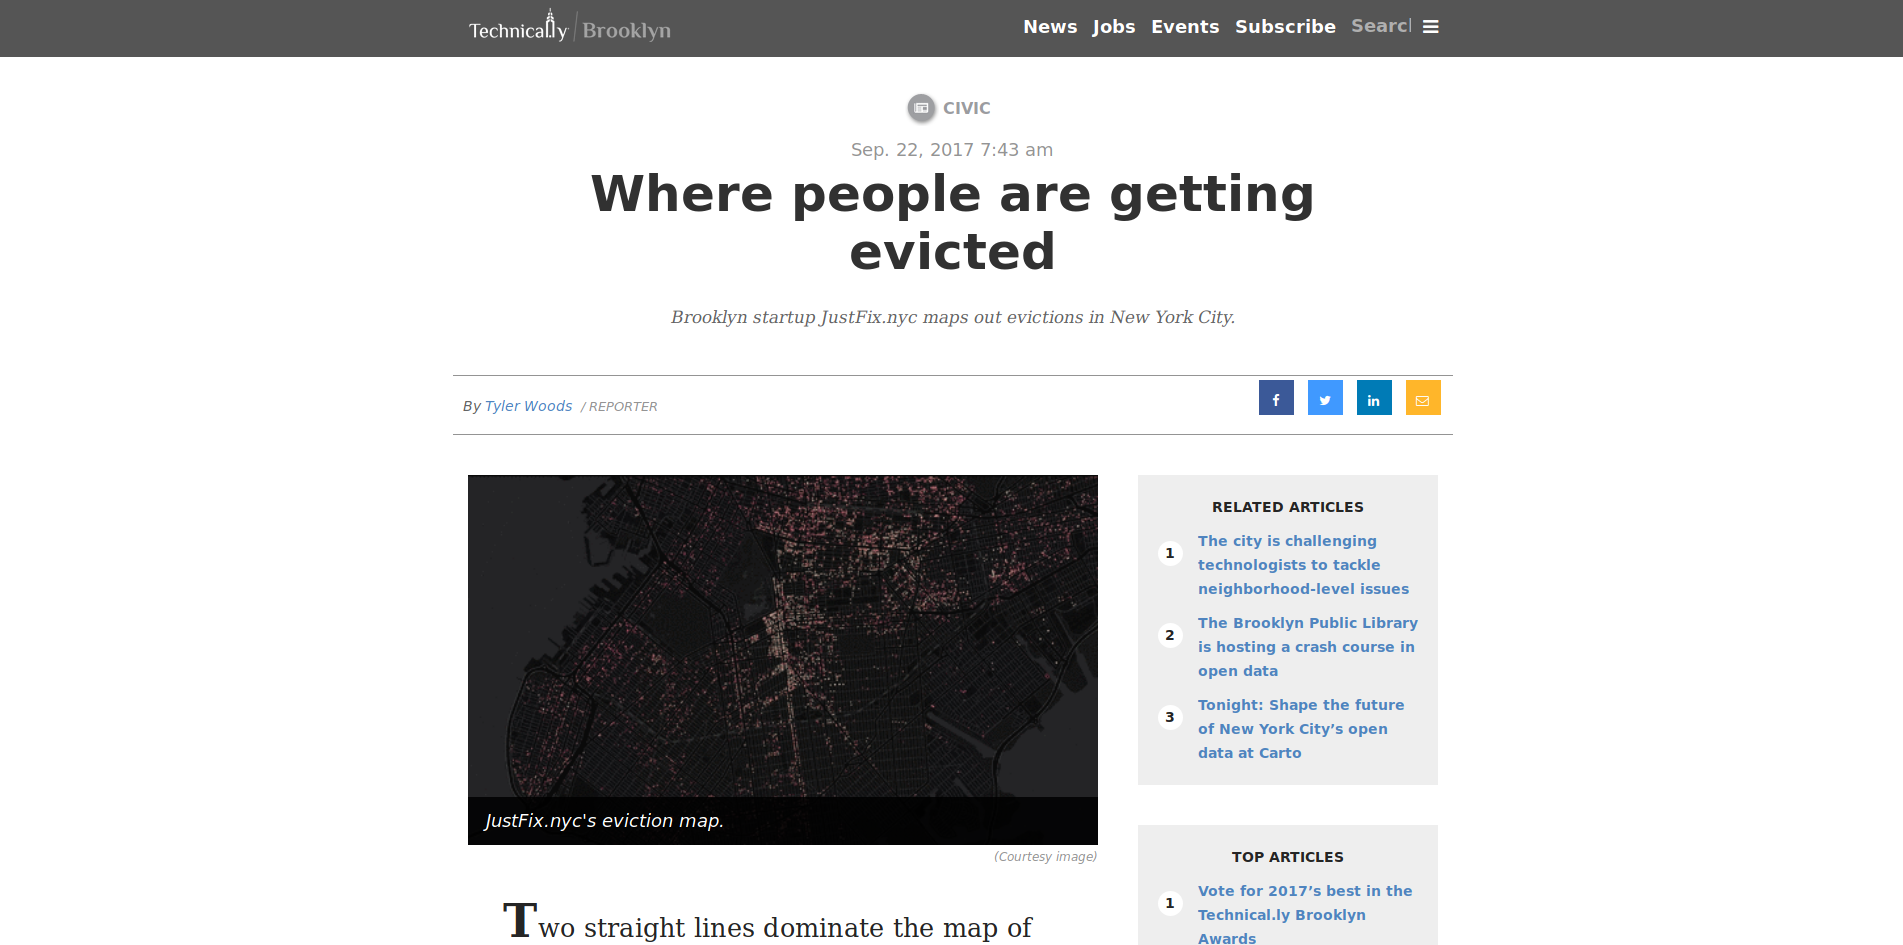 Technically Brooklyn
News Jobs Events Subscribe Searc
CIVIC
Sep. 22, 2017 7:43 am
Where people are getting
evicted
Brooklyn startup JustFix.nyc maps out evictions in New York City.
By Tyler Woods / REPORTER
JustFix.nyc's eviction map.
(Courtesy image)
Two straight lines dominate the map of
RELATED ARTICLES
1 The city is challenging
technologists to tackle
neighborhood-level issues
2 The Brooklyn Public Library
is hosting a crash course in
open data
3 Tonight: Shape the future
of New York City’s open
data at Carto
TOP ARTICLES
1 Vote for 2017’s best in the
Technical.ly Brooklyn
Awards